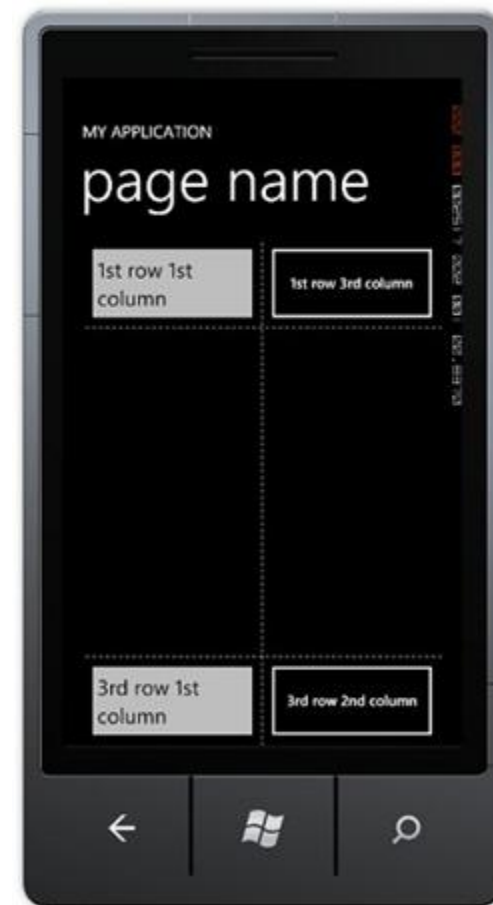 MY APPLICATION
page name
1st row 1st
column
1st row 3rd column
3rd row 1st
column
3rd row 2nd column